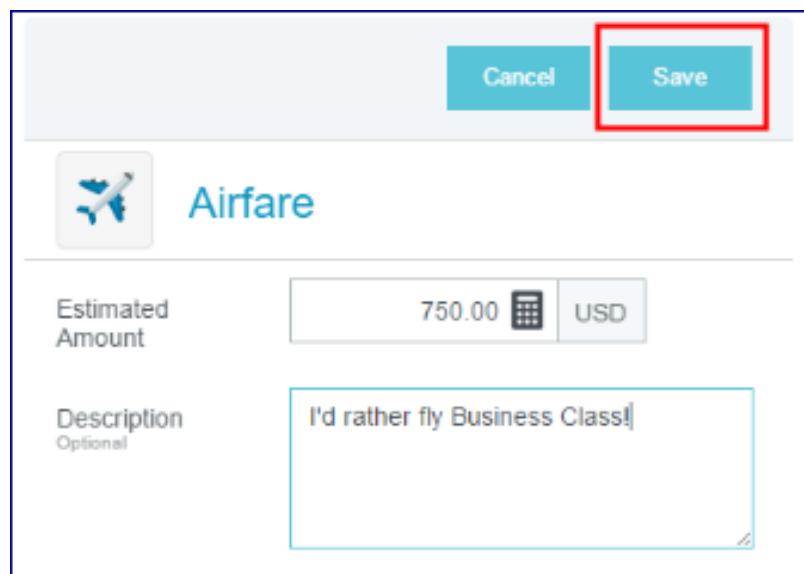 Cancel Save
Airfare
Estimated
Amount
750.00 USD
Description
Optional
I'd rather fly Business Class!